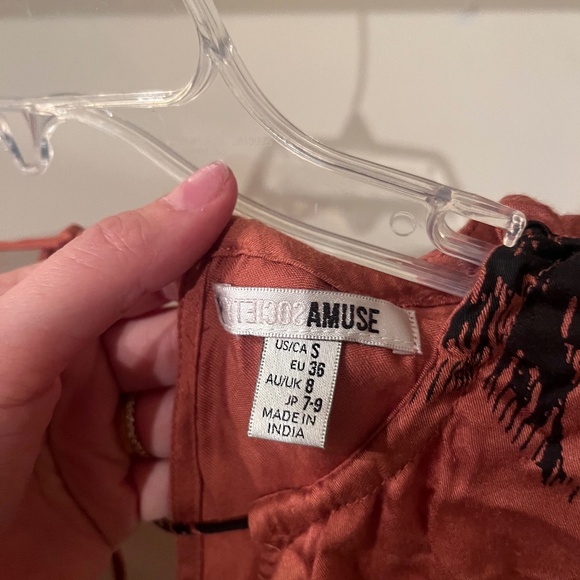 SOCIETY AMUSE
US/CA S
EU 36
AU/UK 8
JP 7-9
MADE IN
INDIA